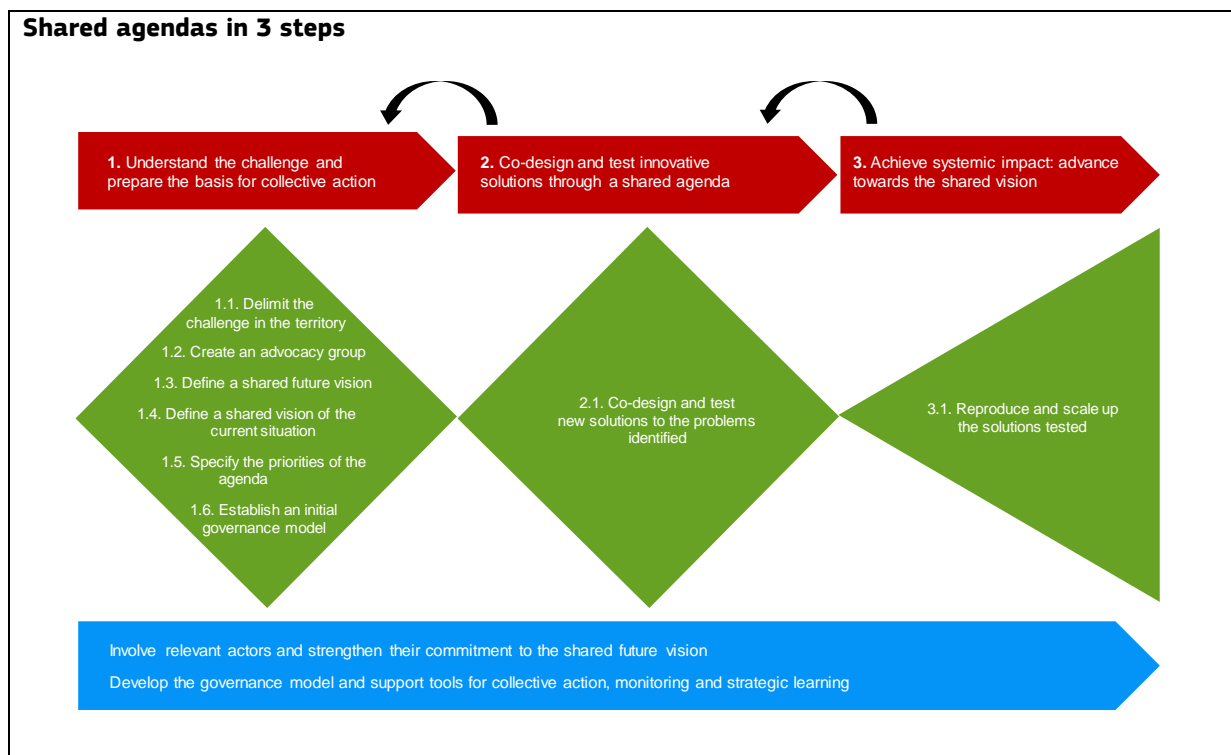 Shared agendas in 3 steps
1. Understand the challenge and
prepare the basis for collective action
2. Co-design and test innovative
solutions through a shared agenda
3. Achieve systemic impact: advance
towards the shared vision
1.1. Delimit the
challenge in the territory
1.2. Create an advocacy group
1.3. Define a shared future vision
1.4. Define a shared vision of the
current situation
1.5. Specify the priorities of the
agenda
1.6. Establish an initial
governance model
2.1. Co-design and test
new solutions to the problems
identified
3.1. Reproduce and scale up
the solutions tested
Involve relevant actors and strengthen their commitment to the shared future vision
Develop the governance model and support tools for collective action, monitoring and strategic learning